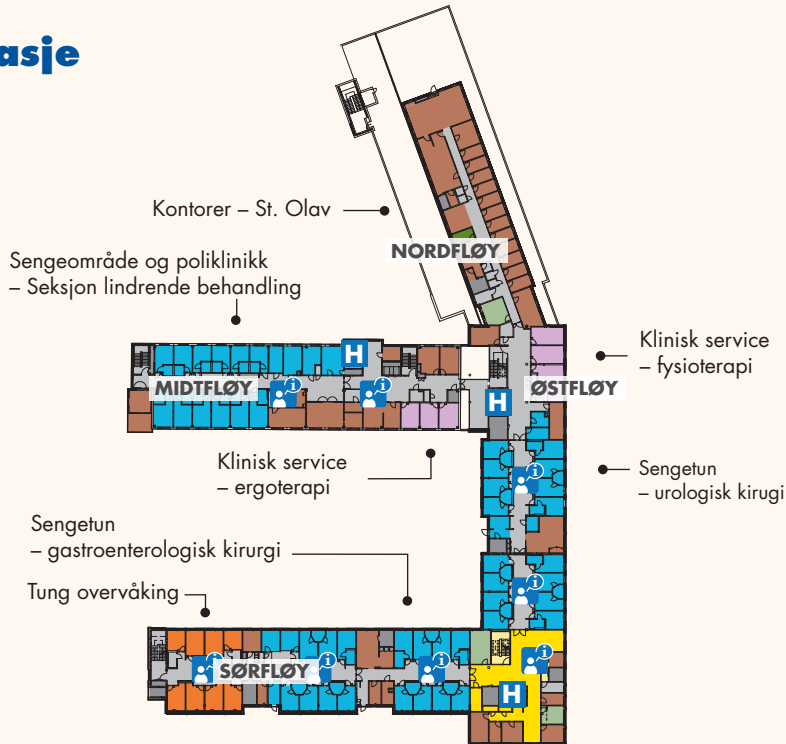 asje
Kontorer – St. Olav
NORDFLØY
Sengeområde og poliklinikk
– Seksjon lindrende behandling
H
Klinisk service
– fysioterapi
MIDTFLØY
i
i
ØSTFLØY
H
Klinisk service
– ergoterapi
i
Sengetun
– urologisk kirugi
Sengetun
– gastroenterologisk kirurgi
Tung overvåking
i
SØRFLØY
i
i
i
i
H